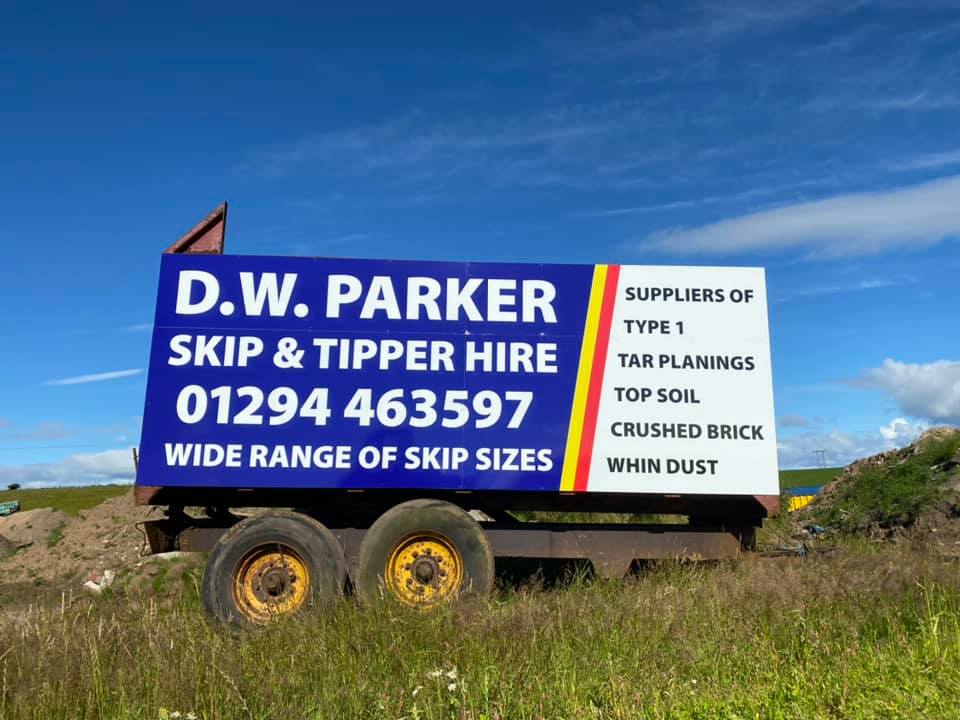 D.W. PARKER
SKIP & TIPPER HIRE
01294 463597
WIDE RANGE OF SKIP SIZES
SUPPLIERS OF
TYPE 1
TAR PLANINGS
TOP SOIL
CRUSHED BRICK
WHIN DUST